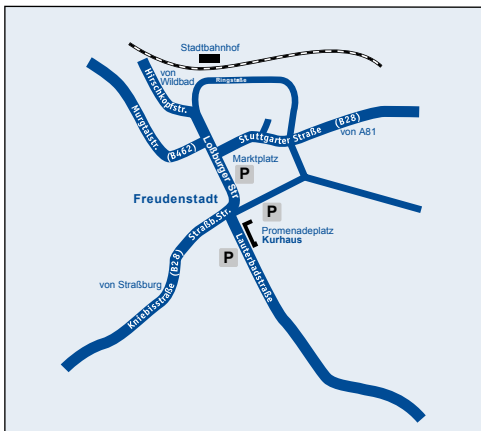 Stadtbahnhof
von
Wildbad
Ringstaße
Hirschkopfstr.
Murgtalstr.
(B462)
Loßburger Str
Stuttgarter Straße (B28)
von A81
Marktplatz
P
Freudenstadt
P
Straßb.Str.
Promenadeplatz
Kurhaus
P
Lauterbadstraße
von Straßburg
Kniebisstraße (B28)